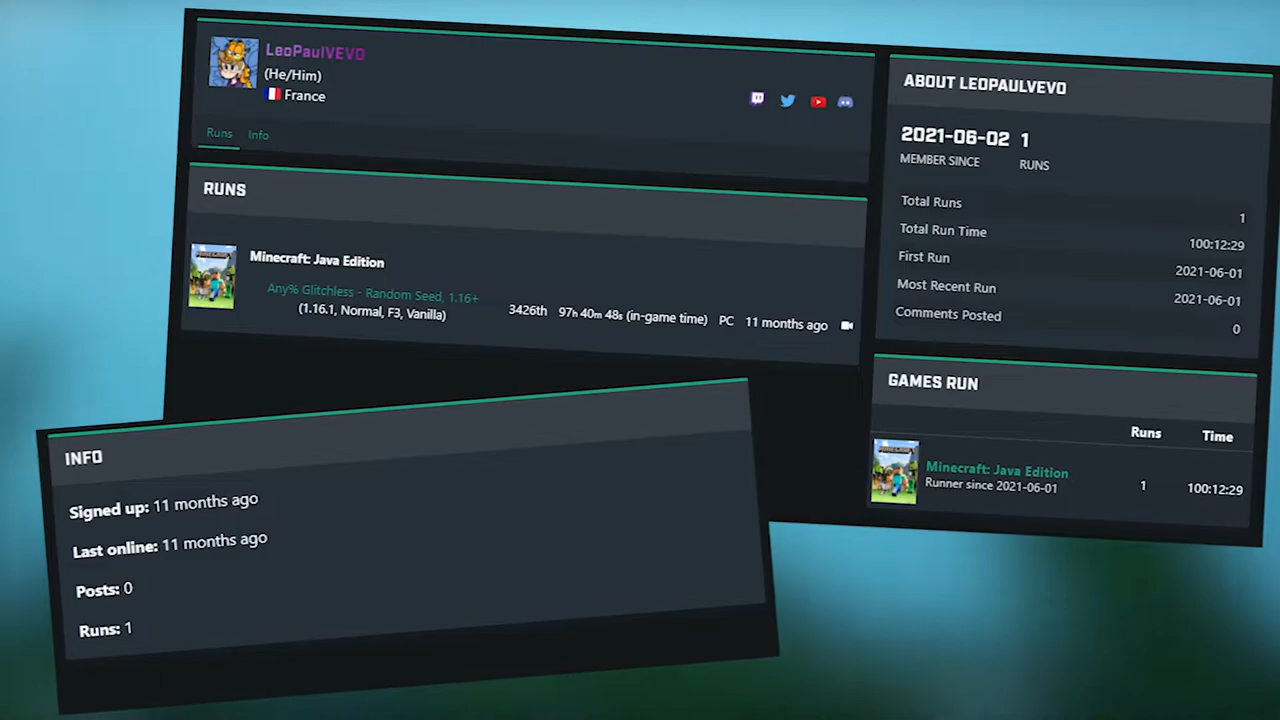 LeoPaulVEVO
(He/Him)
France
Runs Info
RUNS
Minecraft: Java Edition
Any% Glitchless - Random Seed, 1.16+
(1.16.1, Normal, F3, Vanilla)
3426th 97h 40m 48s (in-game time) PC 11 months ago
ABOUT LEOPAULVEVO
2021-06-02 1
MEMBER SINCE RUNS
Total Runs 1
Total Run Time 100:12:29
First Run 2021-06-01
Most Recent Run 2021-06-01
Comments Posted 0
GAMES RUN
Runs Time
Minecraft: Java Edition
Runner since 2021-06-01
1 100:12:29
INFO
Signed up: 11 months ago
Last online: 11 months ago
Posts: 0
Runs: 1